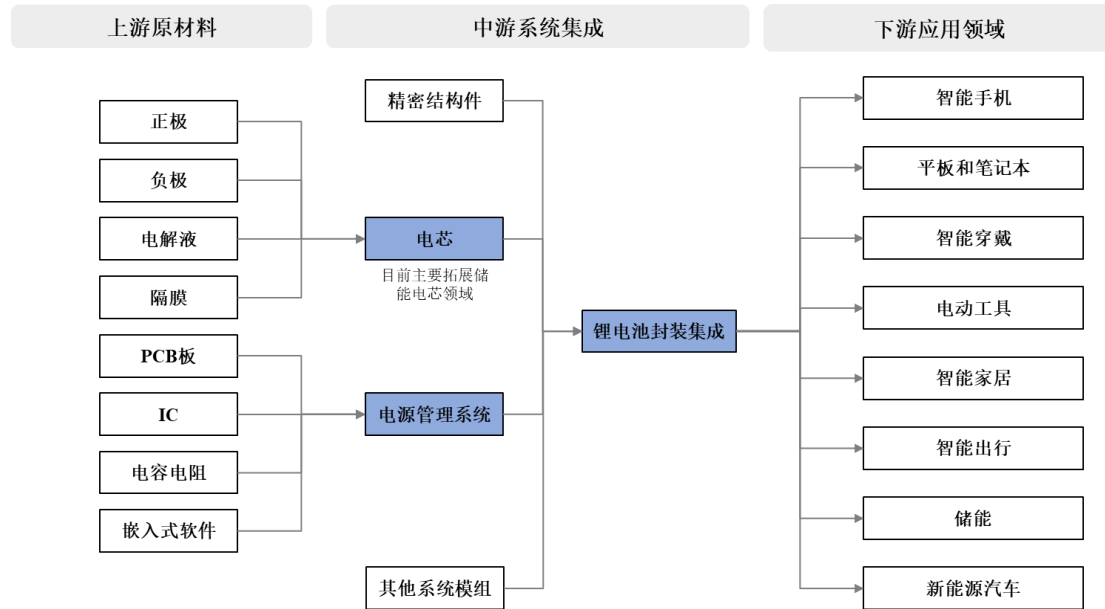 上游原材料
中游系统集成
下游应用领域
正极
负极
电解液
隔膜
PCB板
IC
电容电阻
嵌入式软件
精密结构件
电芯
目前主要拓展储
能电芯领域
电源管理系统
其他系统模组
锂电池封装集成
智能手机
平板和笔记本
智能穿戴
电动工具
智能家居
智能出行
储能
新能源汽车